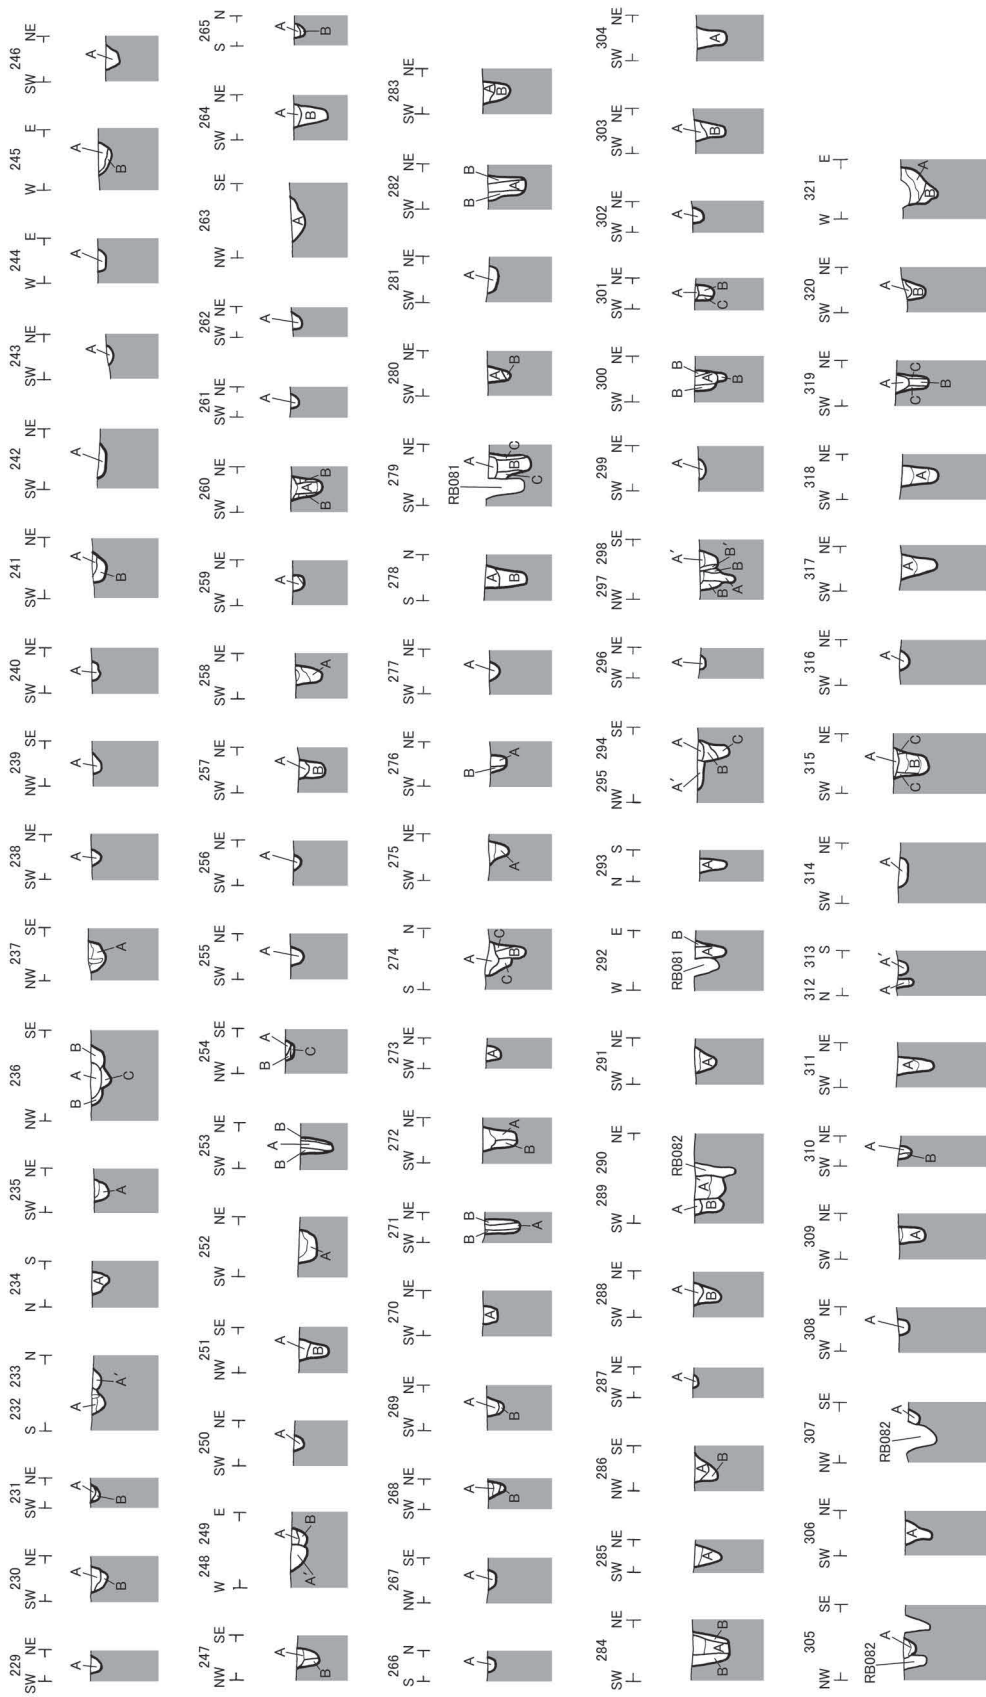 229
SW NE
A
230
SW NE
A
B
231
SW NE
A
B
232 233
S N
A
A'
234
N S
A
235
SW NE
A
236
NW SE
B A B
C
237
NW SE
A
238
SW NE
A
239
NW SE
A
240
SW NE
A
241
SW NE
A
B
242
SW NE
A
243
SW NE
A
244
W E
A
245
W E
A
B
246
SW NE
A
247
NW SE
A
B
248 249
W E
A
A' B
250
SW NE
A
251
NW SE
A
B
252
SW NE
A
253
SW NE
B A B
254
NW SE
B A
C
255
SW NE
A
256
SW NE
A
257
SW NE
A
B
258
SW NE
A
259
SW NE
A
260
SW NE
A
B B
261
SW NE
A
262
SW NE
A
263
NW SE
A
264
SW NE
A
B
265
S N
A
B
266
S N
A
267
NW SE
A
268
SW NE
A
B
269
SW NE
A
B
270
SW NE
A
271
SW NE
B B
A
272
SW NE
A
B
273
SW NE
A
274
S N
A
C
B
C
275
SW NE
A
276
SW NE
B
A
277
SW NE
A
278
S N
A
B
279
SW NE
RB081 A
C
B
C
280
SW NE
A
B
281
SW NE
A
282
SW NE
B B
A
283
SW NE
A
B
284
SW NE
B A B
285
SW NE
A
286
NW SE
A
B
287
SW NE
A
288
SW NE
A
B
289 290
SW NE
A RB082
A
B
291
SW NE
A
292
W E
RB081 B
A
293
N S
A
295 294
NW SE
A' A
B C
296
SW NE
A
297 298
NW SE
A'
B A B B'
299
SW NE
A
300
SW NE
B B
A
B
301
SW NE
A
C B
302
SW NE
A
303
SW NE
A
B
304
SW NE
A
305
NW SE
RB082 A
306
SW NE
A
307
NW SE
RB082 A
308
SW NE
A
309
SW NE
A
310
SW NE
A
B
311
SW NE
A
312 313
N S
A A'
314
SW NE
A
315
SW NE
A
C B C
316
SW NE
A
317
SW NE
A
318
SW NE
A
319
SW NE
A
C C
B
320
SW NE
A
B
321
W E
A
B